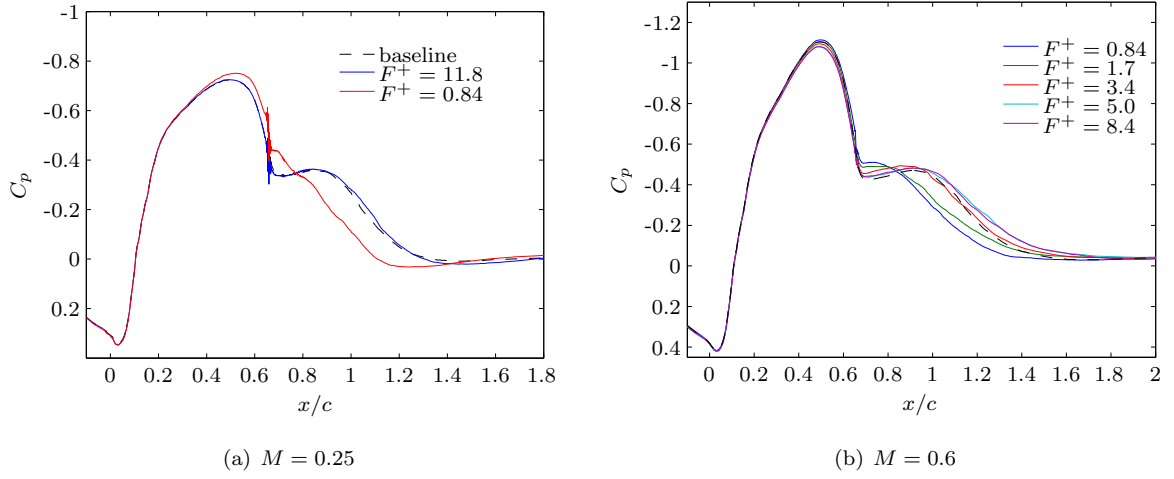 -1
-0.8
-0.6
-0.4
-0.2
0
0.2
C_p
0 0.2 0.4 0.6 0.8 1 1.2 1.4 1.6 1.8
x/c
baseline
F^+ = 11.8
F^+ = 0.84
(a) M = 0.25
-1.2
-1
-0.8
-0.6
-0.4
-0.2
0
0.2
0.4
C_p
0 0.2 0.4 0.6 0.8 1 1.2 1.4 1.6 1.8 2
x/c
F^+ = 0.84
F^+ = 1.7
F^+ = 3.4
F^+ = 5.0
F^+ = 8.4
(b) M = 0.6